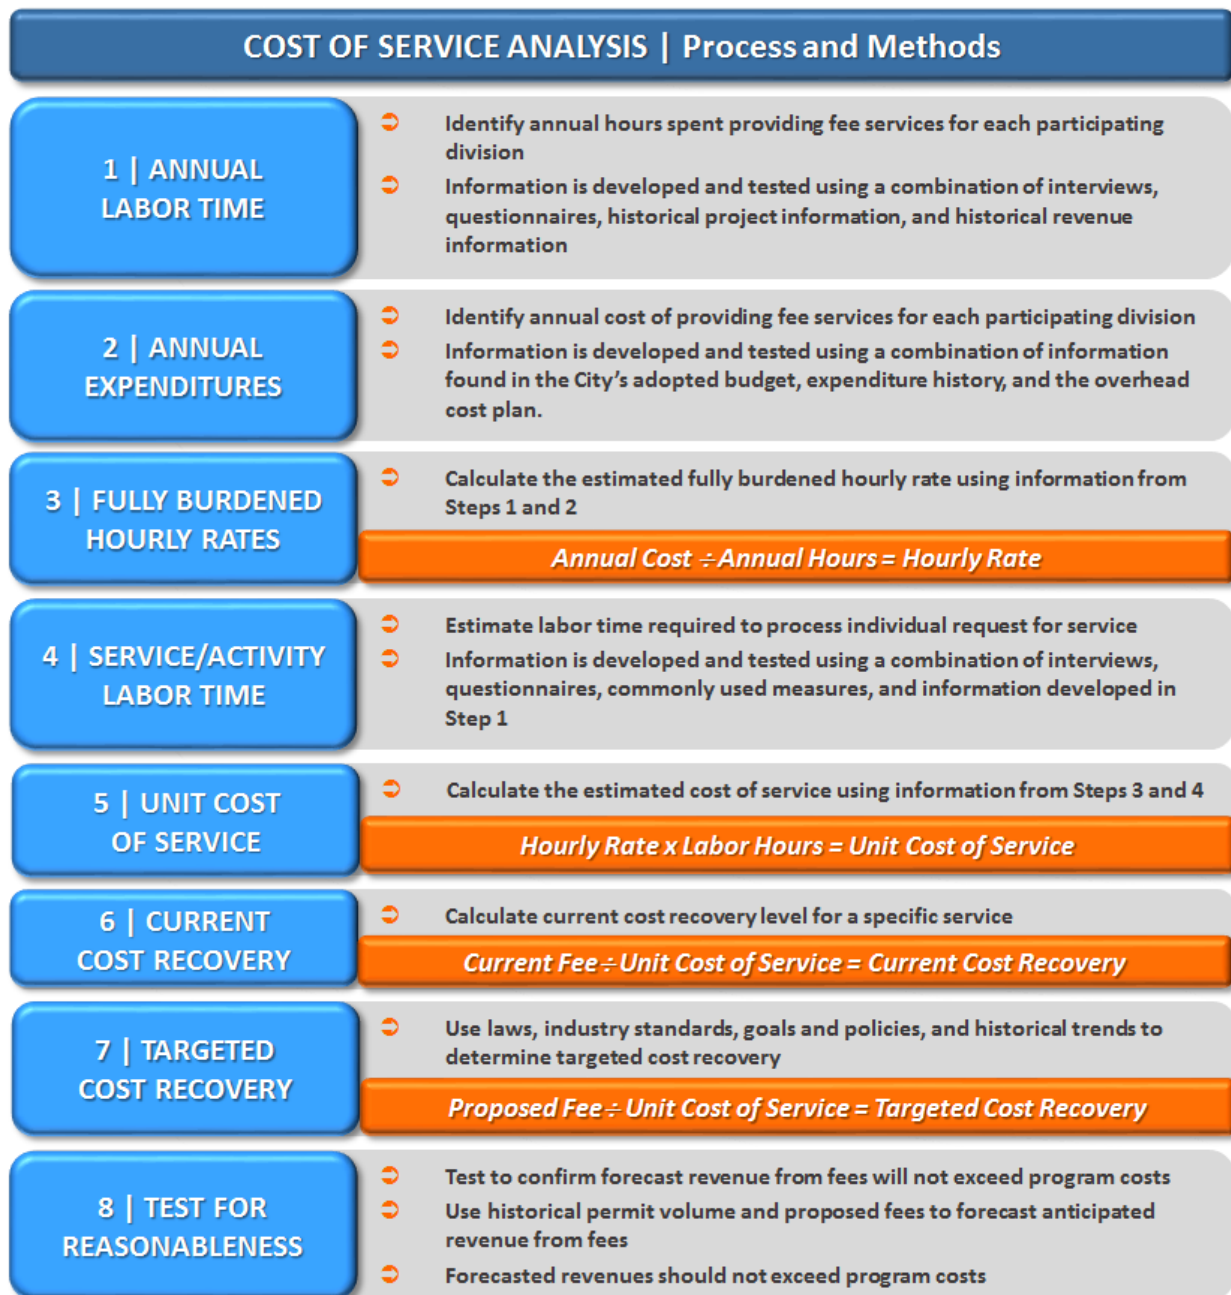 COST OF SERVICE ANALYSIS | Process and Methods
1 | ANNUAL
LABOR TIME
Identify annual hours spent providing fee services for each participating
division
Information is developed and tested using a combination of interviews,
questionnaires, historical project information, and historical revenue
information
2 | ANNUAL
EXPENDITURES
Identify annual cost of providing fee services for each participating division
Information is developed and tested using a combination of information
found in the City’s adopted budget, expenditure history, and the overhead
cost plan.
3 | FULLY BURDENED
HOURLY RATES
Calculate the estimated fully burdened hourly rate using information from
Steps 1 and 2
Annual Cost ÷ Annual Hours = Hourly Rate
4 | SERVICE/ACTIVITY
LABOR TIME
Estimate labor time required to process individual request for service
Information is developed and tested using a combination of interviews,
questionnaires, commonly used measures, and information developed in
Step 1
5 | UNIT COST
OF SERVICE
Calculate the estimated cost of service using information from Steps 3 and 4
Hourly Rate x Labor Hours = Unit Cost of Service
6 | CURRENT
COST RECOVERY
Calculate current cost recovery level for a specific service
Current Fee ÷ Unit Cost of Service = Current Cost Recovery
7 | TARGETED
COST RECOVERY
Use laws, industry standards, goals and policies, and historical trends to
determine targeted cost recovery
Proposed Fee ÷ Unit Cost of Service = Targeted Cost Recovery
8 | TEST FOR
REASONABLENESS
Test to confirm forecast revenue from fees will not exceed program costs
Use historical permit volume and proposed fees to forecast anticipated
revenue from fees
Forecasted revenues should not exceed program costs